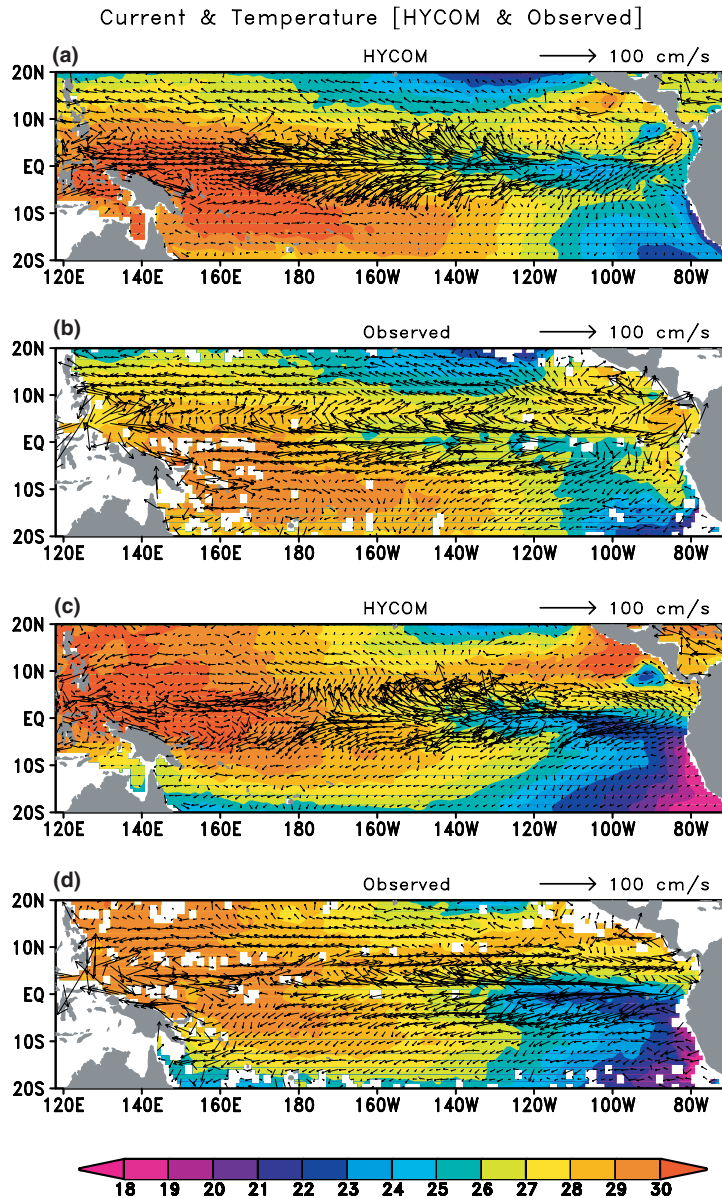 Current & Temperature [HYCOM & Observed]
(a) HYCOM 100 cm/s
20N
10N
EQ
10S
20S
120E 140E 160E 180 160W 140W 120W 100W 80W
(b) Observed 100 cm/s
20N
10N
EQ
10S
20S
120E 140E 160E 180 160W 140W 120W 100W 80W
(c) HYCOM 100 cm/s
20N
10N
EQ
10S
20S
120E 140E 160E 180 160W 140W 120W 100W 80W
(d) Observed 100 cm/s
20N
10N
EQ
10S
20S
120E 140E 160E 180 160W 140W 120W 100W 80W
18 19 20 21 22 23 24 25 26 27 28 29 30